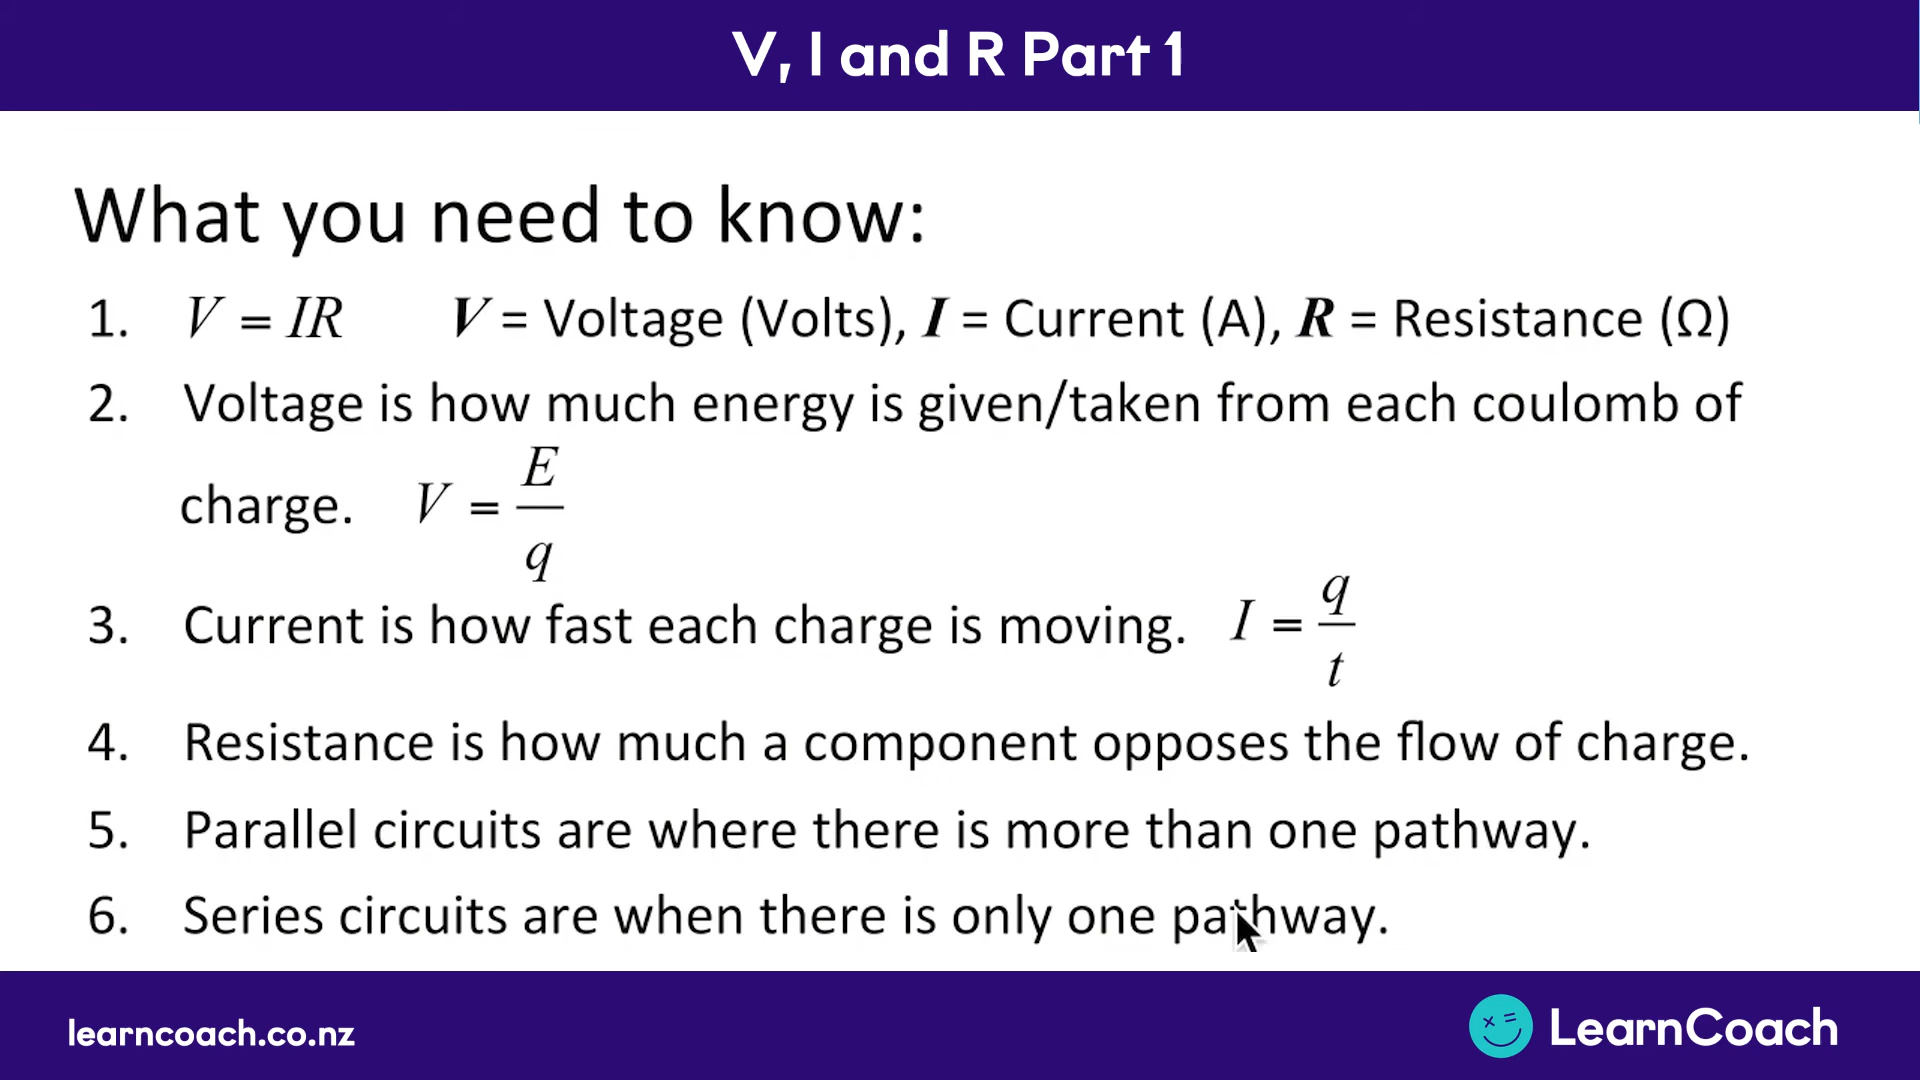 V, I and R Part 1
What you need to know:
1. V = IR V = Voltage (Volts), I = Current (A), R = Resistance (Ω)
2. Voltage is how much energy is given/taken from each coulomb of
charge. V = E/q
3. Current is how fast each charge is moving. I = q/t
4. Resistance is how much a component opposes the flow of charge.
5. Parallel circuits are where there is more than one pathway.
6. Series circuits are when there is only one pathway.
learncoach.co.nz
LearnCoach